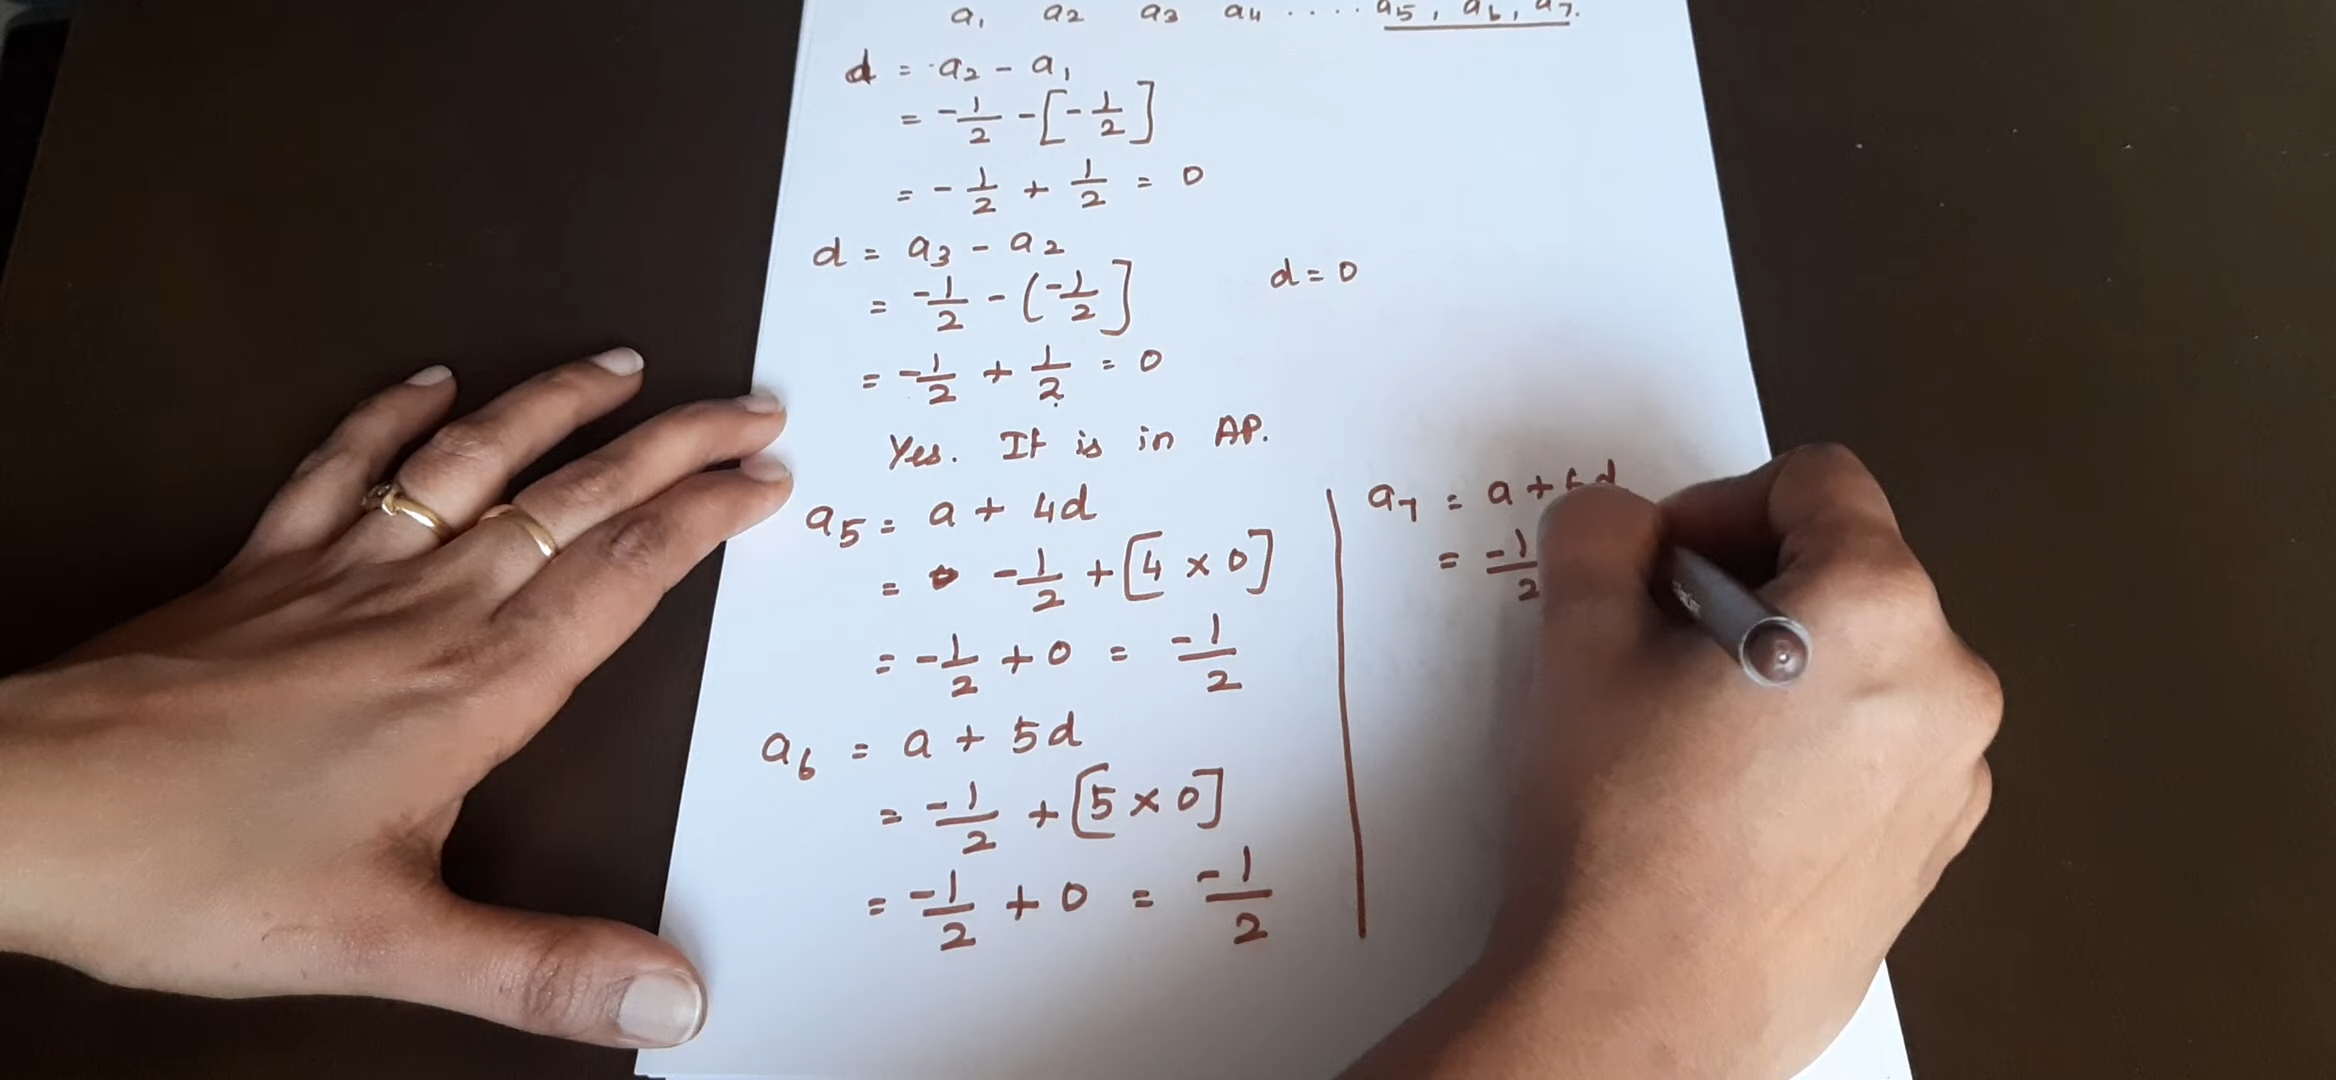 a₁ a₂ a₃ a₄ ..... a₅, a₆, a₇.
d = a₂ - a₁
= -1/2 - [-1/2]
= -1/2 + 1/2 = 0
d = a₃ - a₂
= -1/2 - (-1/2]
= -1/2 + 1/2 = 0
d = 0
Yes. It is in AP.
a₅ = a + 4d
= -1/2 + [4 × 0]
= -1/2 + 0 = -1/2
a₆ = a + 5d
= -1/2 + [5 × 0]
= -1/2 + 0 = -1/2
a₇ = a + 6d
= -1/2